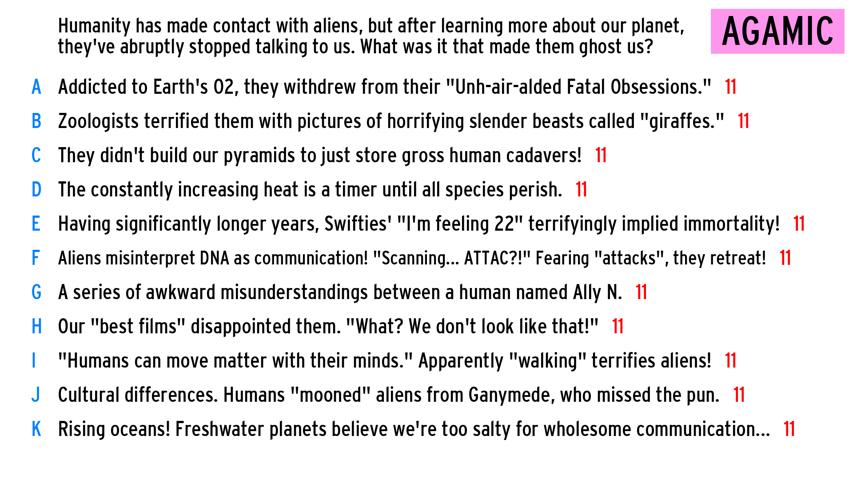 Humanity has made contact with aliens, but after learning more about our planet,
they've abruptly stopped talking to us. What was it that made them ghost us?
AGAMIC
A Addicted to Earth's O2, they withdrew from their "Unh-air-alded Fatal Obsessions." 11
B Zoologists terrified them with pictures of horrifying slender beasts called "giraffes." 11
C They didn't build our pyramids to just store gross human cadavers! 11
D The constantly increasing heat is a timer until all species perish. 11
E Having significantly longer years, Swifties' "I'm feeling 22" terrifyingly implied immortality! 11
F Aliens misinterpret DNA as communication! "Scanning... ATTAC?!" Fearing "attacks", they retreat! 11
G A series of awkward misunderstandings between a human named Ally N. 11
H Our "best films" disappointed them. "What? We don't look like that!" 11
I "Humans can move matter with their minds." Apparently "walking" terrifies aliens! 11
J Cultural differences. Humans "mooned" aliens from Ganymede, who missed the pun. 11
K Rising oceans! Freshwater planets believe we're too salty for wholesome communication... 11